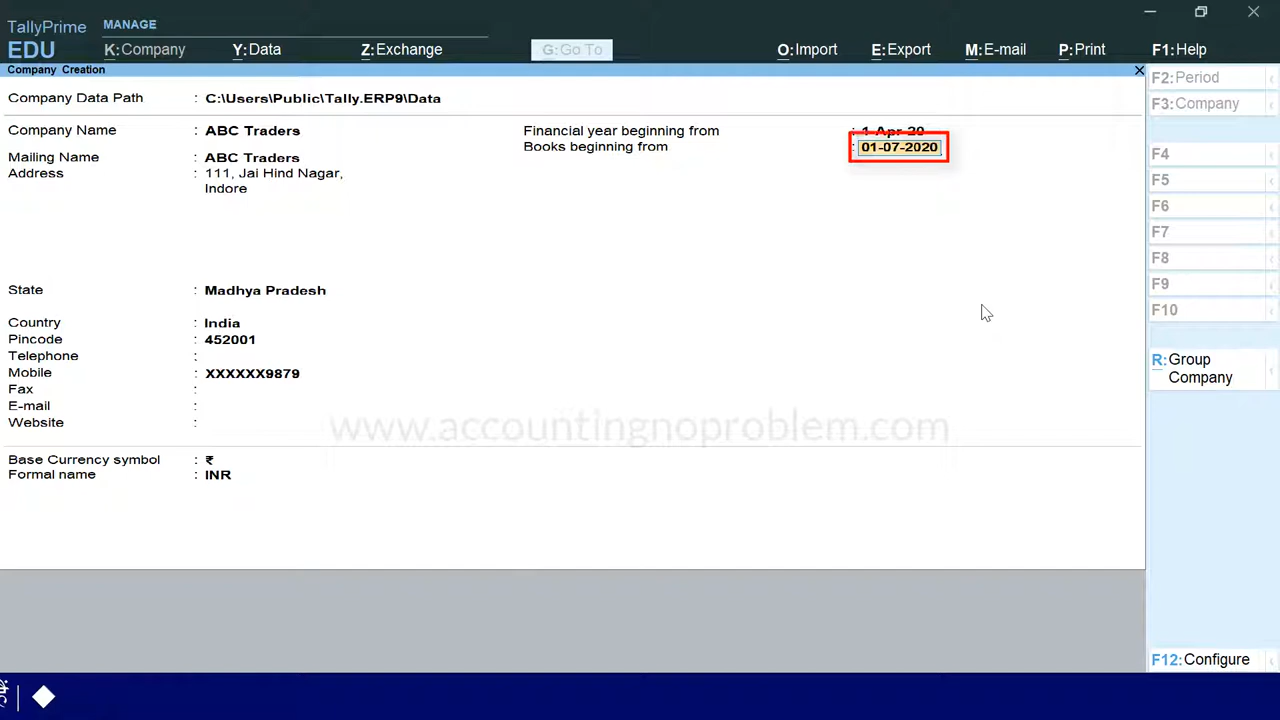 TallyPrime
MANAGE
EDU
K:Company
Y:Data
Z:Exchange
G:Go To
O:Import
E:Export
M:E-mail
P:Print
F1:Help
Company Creation
F2:Period
Company Data Path : C:\Users\Public\Tally.ERP9\Data
F3:Company
Company Name : ABC Traders
Financial year beginning from : 1-Apr-20
Books beginning from : 01-07-2020
Mailing Name : ABC Traders
Address : 111, Jai Hind Nagar,
Indore
F4
F5
F6
F7
F8
F9
F10
State : Madhya Pradesh
Country : India
Pincode : 452001
Telephone :
Mobile : XXXXXX9879
Fax :
E-mail :
Website :
R:Group
Company
www.accountingnoproblem.com
Base Currency symbol : ₹
Formal name : INR
F12:Configure